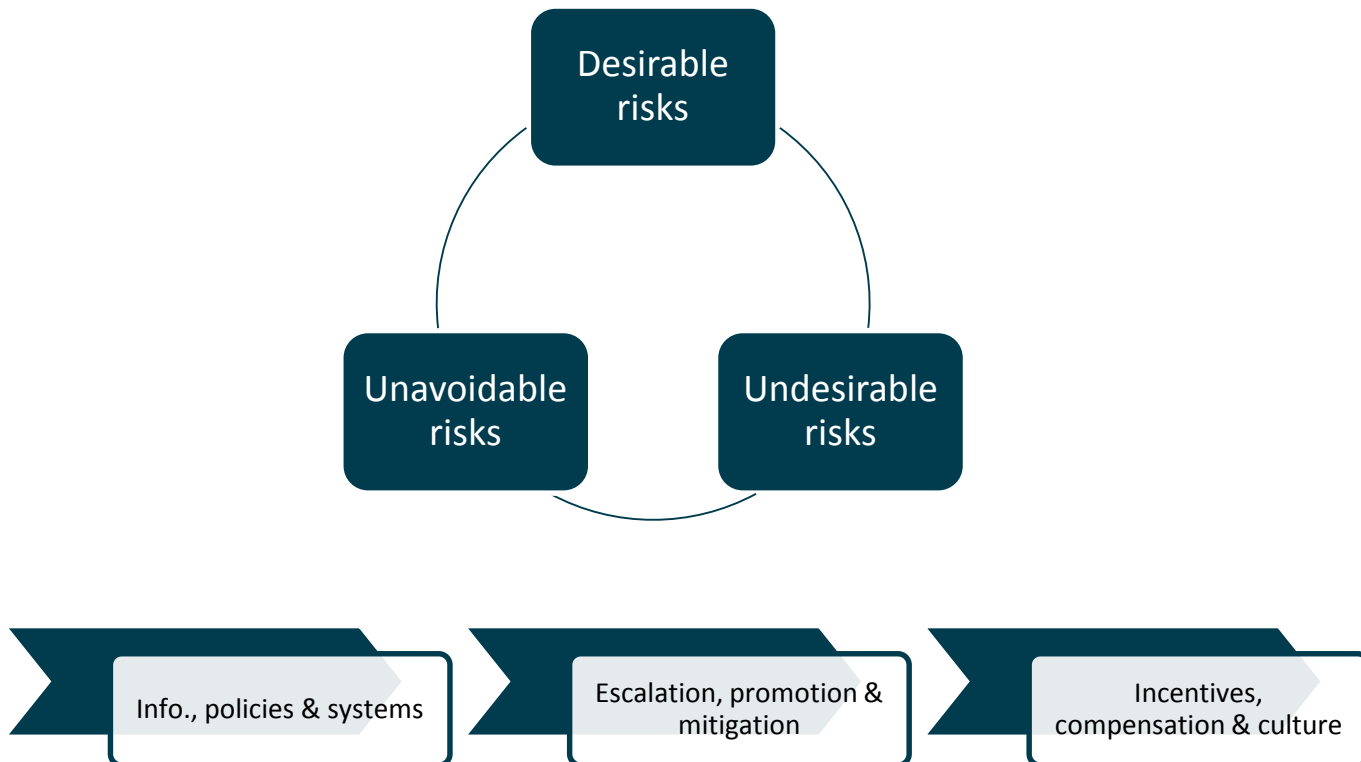 Desirable
risks
Unavoidable
risks
Undesirable
risks
Info., policies & systems
Escalation, promotion &
mitigation
Incentives,
compensation & culture